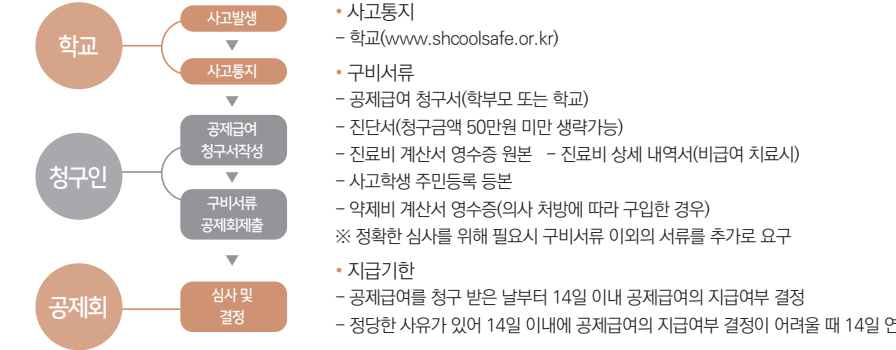 학교
사고발생
▼
사고통지
▼
청구인
공제급여
청구서작성
▼
구비서류
공제회제출
▼
공제회
심사 및
결정
• 사고통지
- 학교(www.shcoolsafe.or.kr)
• 구비서류
- 공제급여 청구서(학부모 또는 학교)
- 진단서(청구금액 50만원 미만 생략가능)
- 진료비 계산서 영수증 원본 - 진료비 상세 내역서(비급여 치료시)
- 사고학생 주민등록 등본
- 약제비 계산서 영수증(의사 처방에 따라 구입한 경우)
※ 정확한 심사를 위해 필요시 구비서류 이외의 서류를 추가로 요구
• 지급기한
- 공제급여를 청구 받은 날부터 14일 이내 공제급여의 지급여부 결정
- 정당한 사유가 있어 14일 이내에 공제급여의 지급여부 결정이 어려울 때 14일